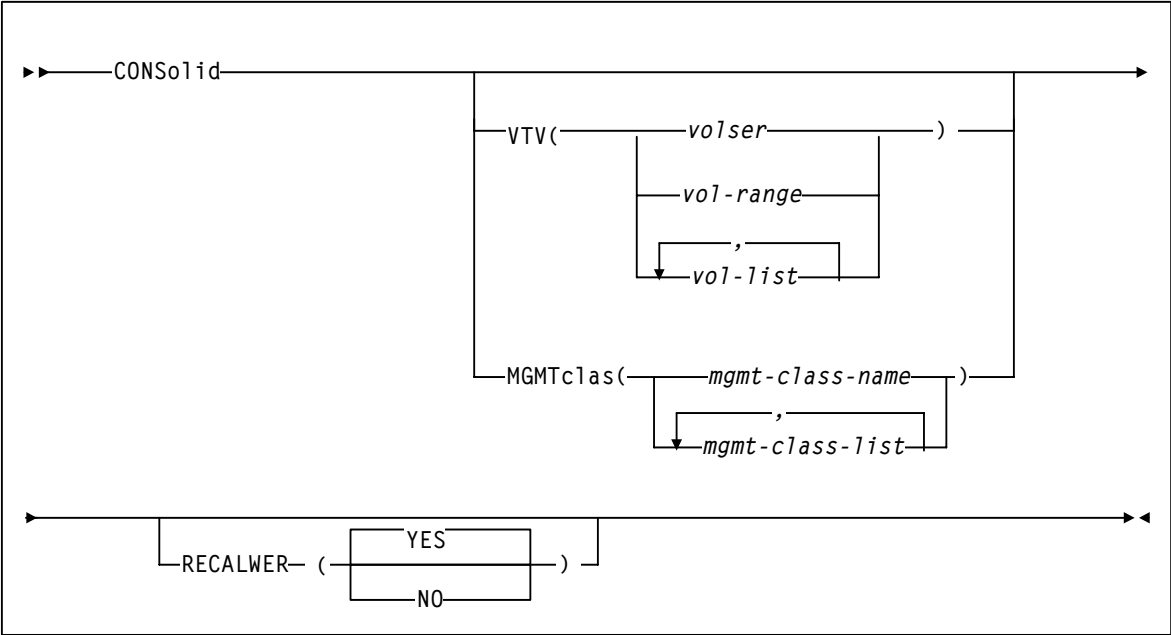 CONSolid
VTV( volser )
vol-range
,
vol-list
MGMTclas( mgmt-class-name )
,
mgmt-class-list
YES
RECALWER ( )
NO